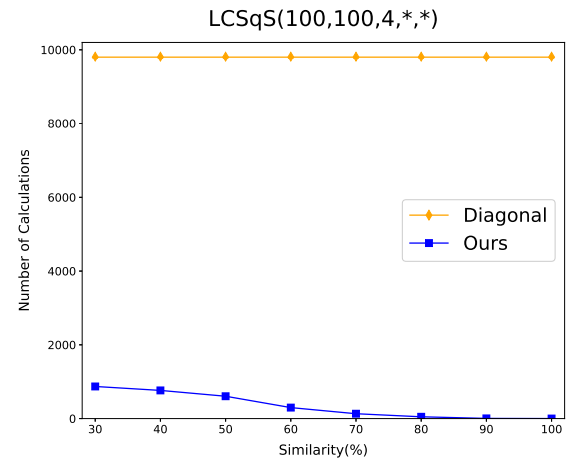 LCSqS(100,100,4,*,*)
Number of Calculations
10000
8000
6000
4000
2000
0
Diagonal
Ours
30 40 50 60 70 80 90 100
Similarity(%)